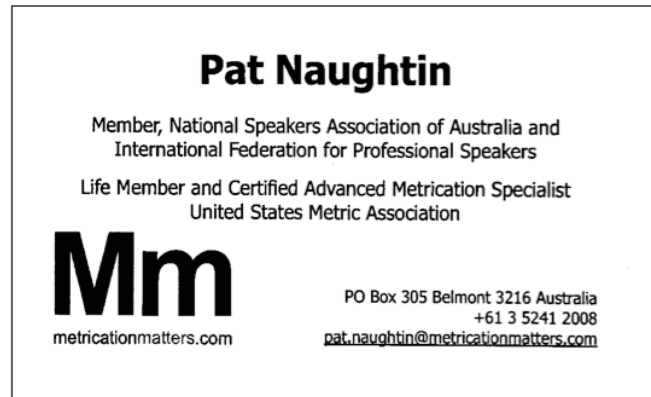 Pat Naughtin
Member, National Speakers Association of Australia and
International Federation for Professional Speakers
Life Member and Certified Advanced Metrication Specialist
United States Metric Association
Mm
metricationmatters.com
PO Box 305 Belmont 3216 Australia
+61 3 5241 2008
pat.naughtin@metricationmatters.com